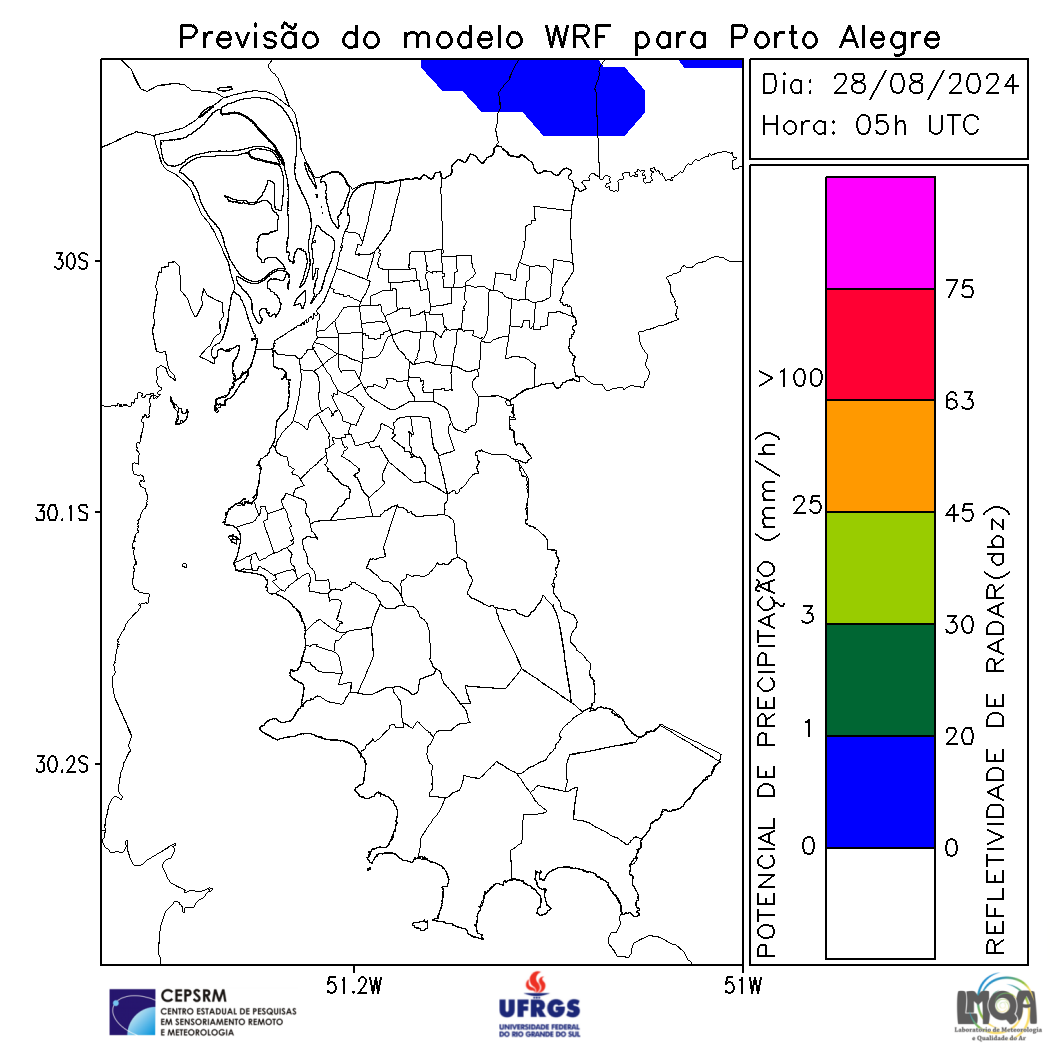 Previsão do modelo WRF para Porto Alegre
Dia: 28/08/2024
Hora: 05h UTC
30S
30.1S
30.2S
51.2W
51W
POTENCIAL DE PRECIPITAÇÃO (mm/h)
>100
25
3
1
0
75
63
45
30
20
0
REFLETIVIDADE DE RADAR(dbz)
CEPSRM
CENTRO ESTADUAL DE PESQUISAS
EM SENSORIAMENTO REMOTO
E METEOROLOGIA
UFRGS
UNIVERSIDADE FEDERAL
DO RIO GRANDE DO SUL
LMQA
Laboratório de Meteorologia
e Qualidade do Ar